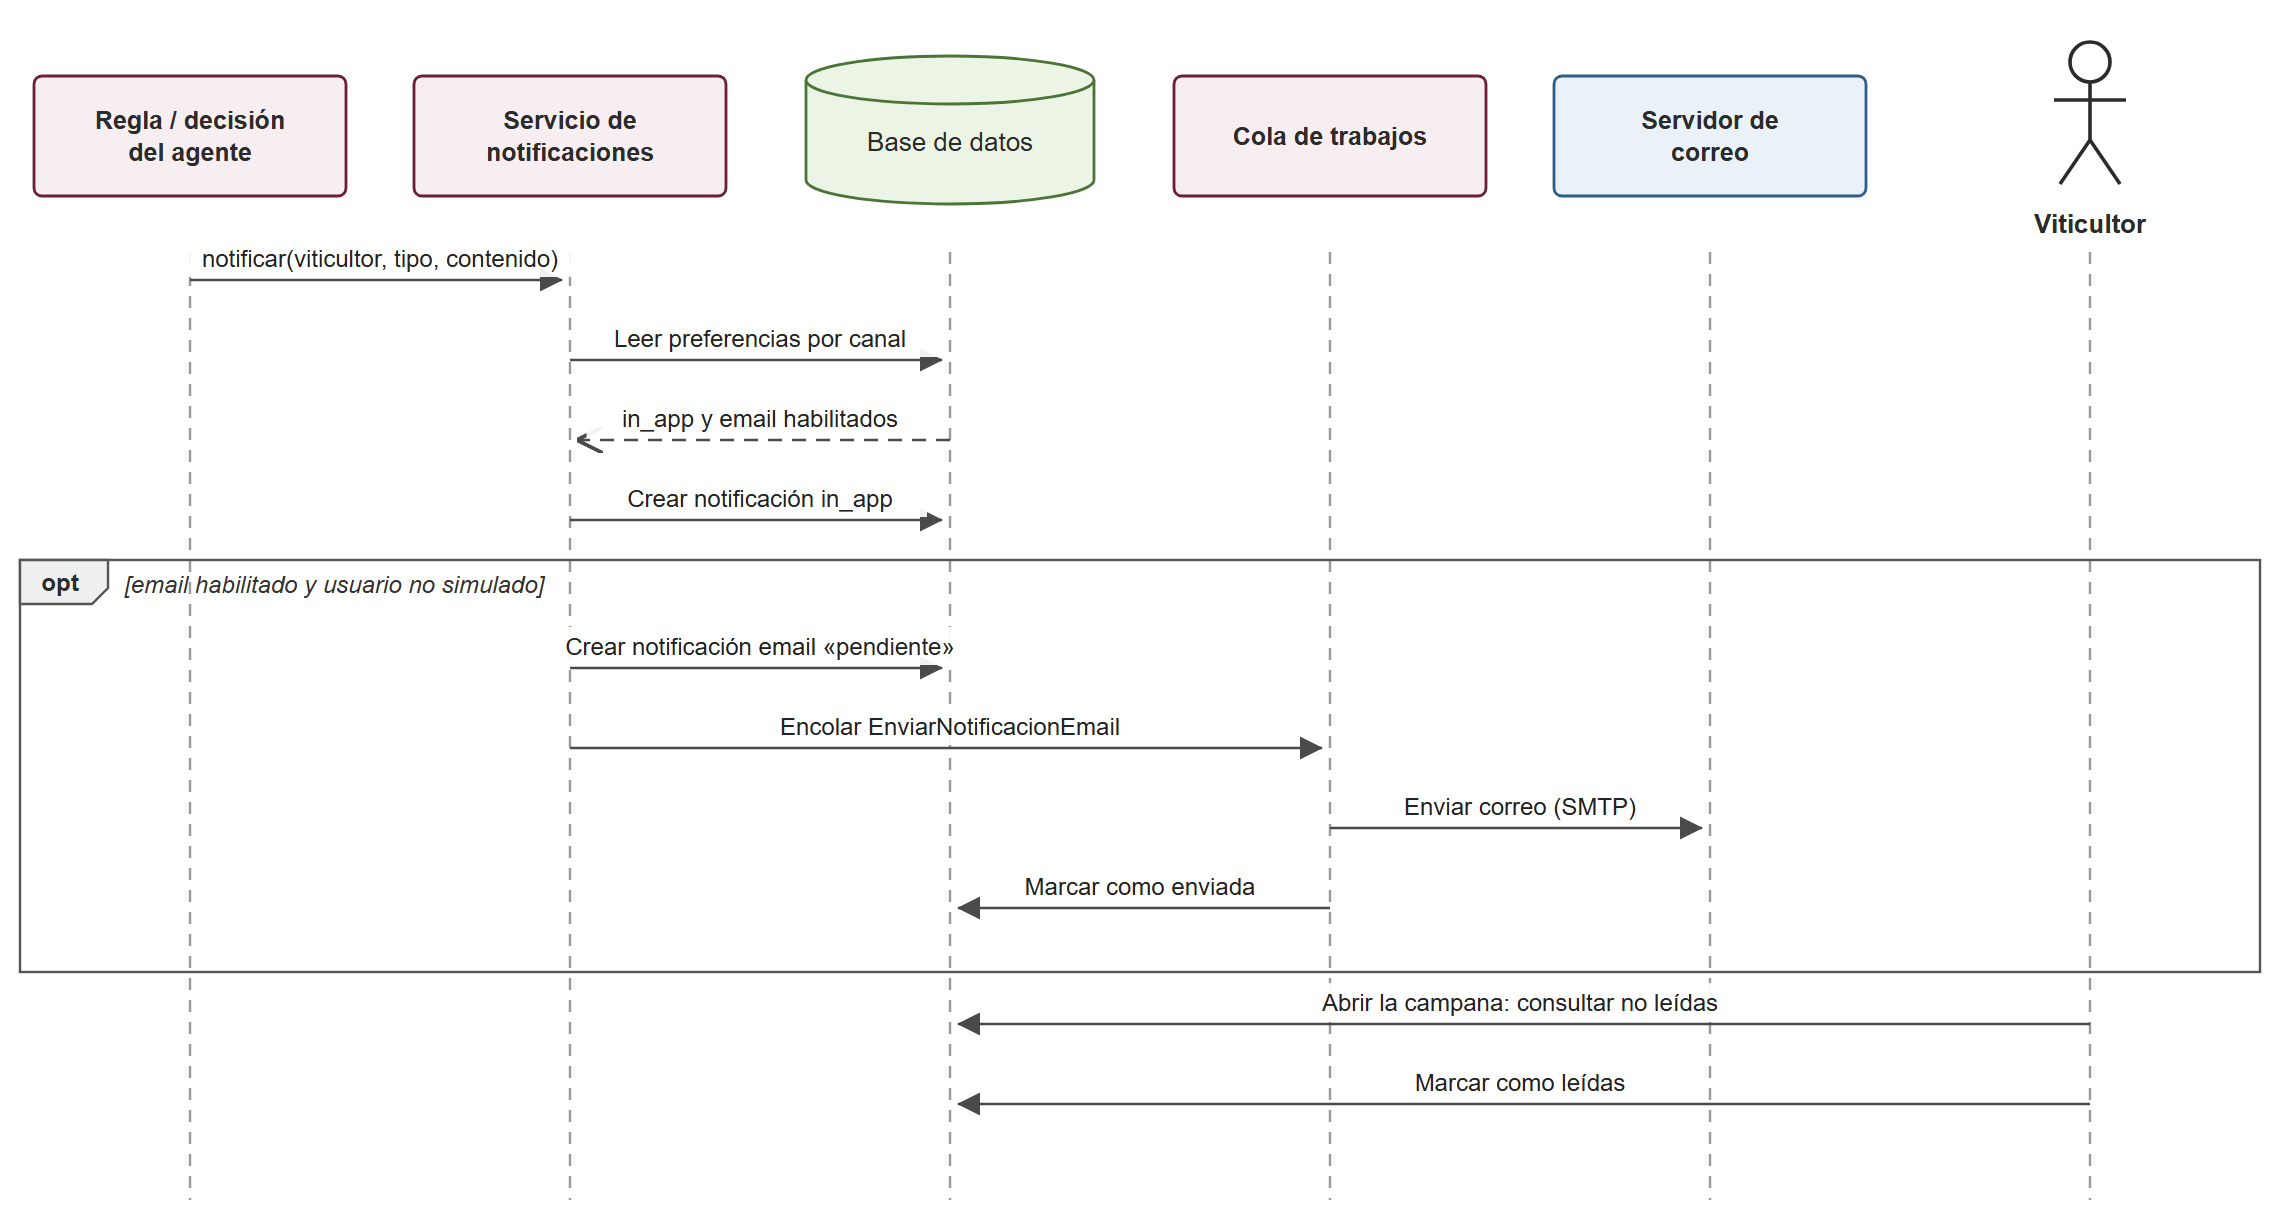 Regla / decisión
del agente
Servicio de
notificaciones
Base de datos
Cola de trabajos
Servidor de
correo
Viticultor
notificar(viticultor, tipo, contenido)
Leer preferencias por canal
in_app y email habilitados
Crear notificación in_app
opt
[email habilitado y usuario no simulado]
Crear notificación email «pendiente»
Encolar EnviarNotificacionEmail
Enviar correo (SMTP)
Marcar como enviada
Abrir la campana: consultar no leídas
Marcar como leídas